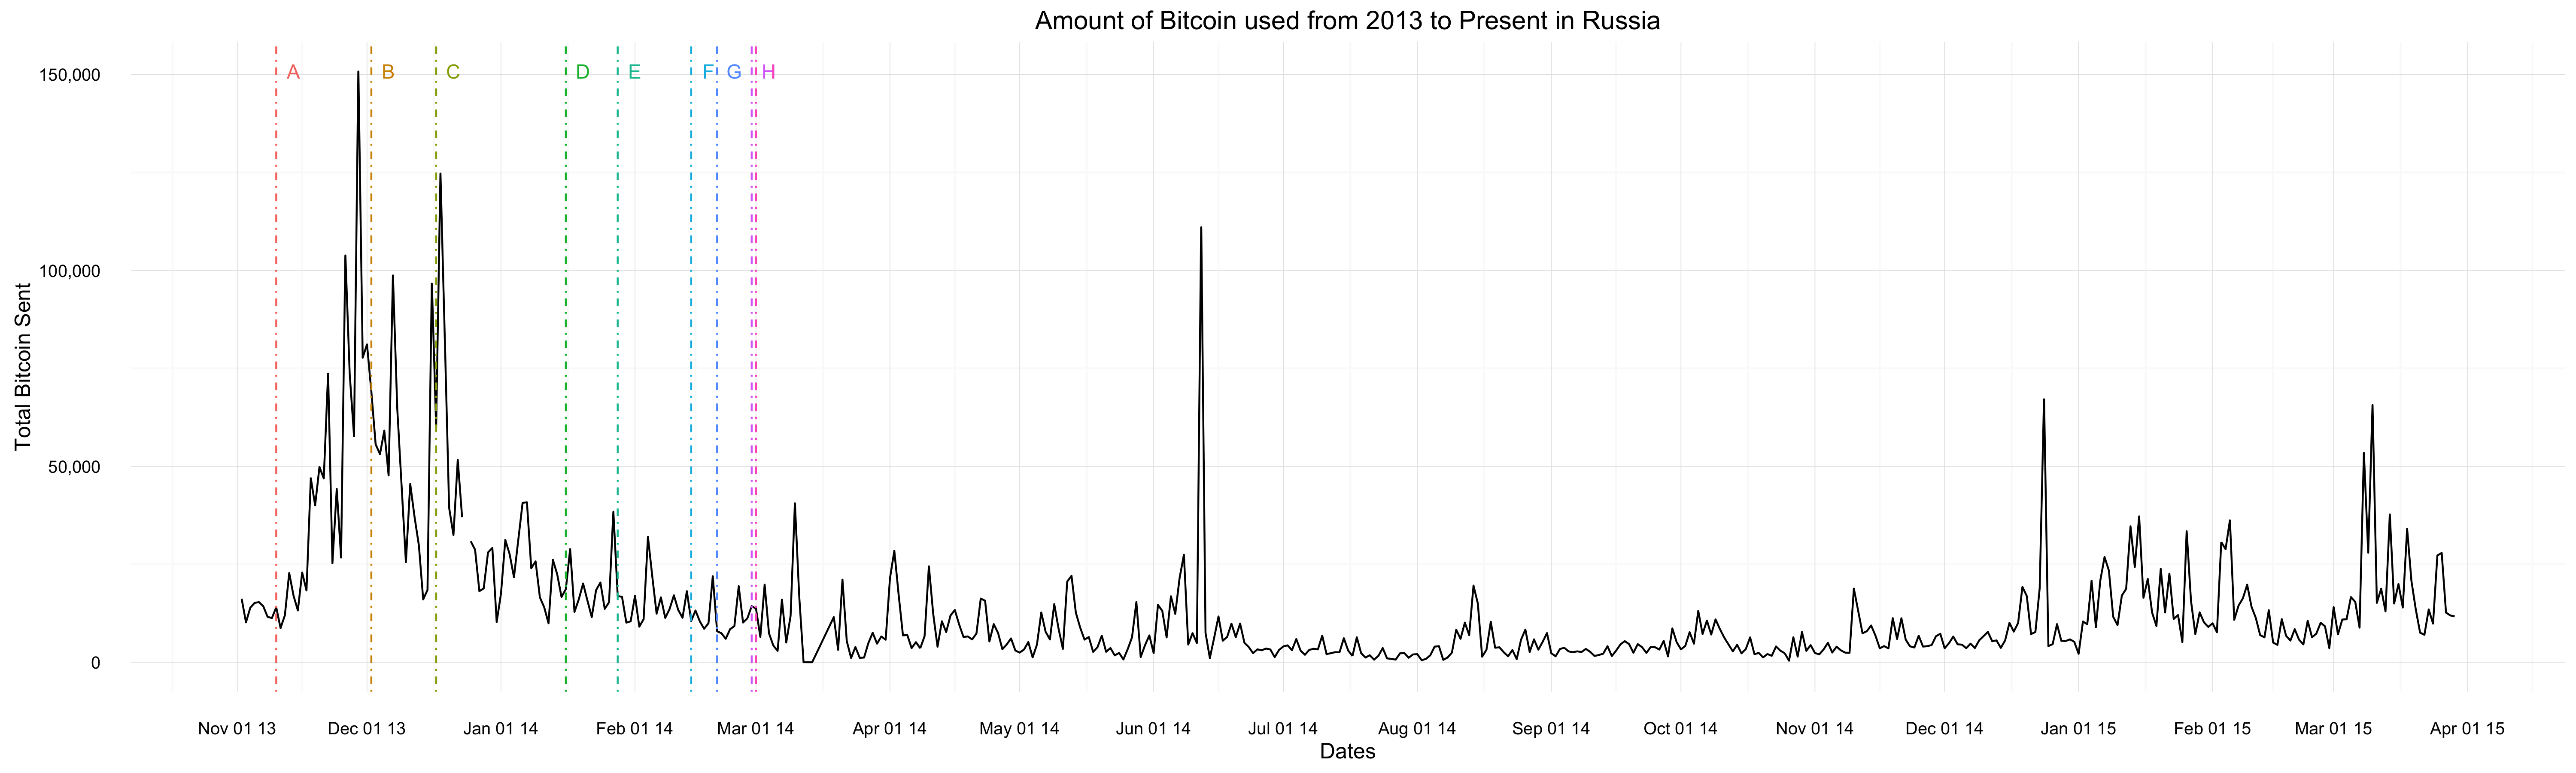 Amount of Bitcoin used from 2013 to Present in Russia
A B C D E F G H
150,000
100,000
50,000
0
Total Bitcoin Sent
Nov 01 13 Dec 01 13 Jan 01 14 Feb 01 14 Mar 01 14 Apr 01 14 May 01 14 Jun 01 14 Jul 01 14 Aug 01 14 Sep 01 14 Oct 01 14 Nov 01 14 Dec 01 14 Jan 01 15 Feb 01 15 Mar 01 15 Apr 01 15
Dates